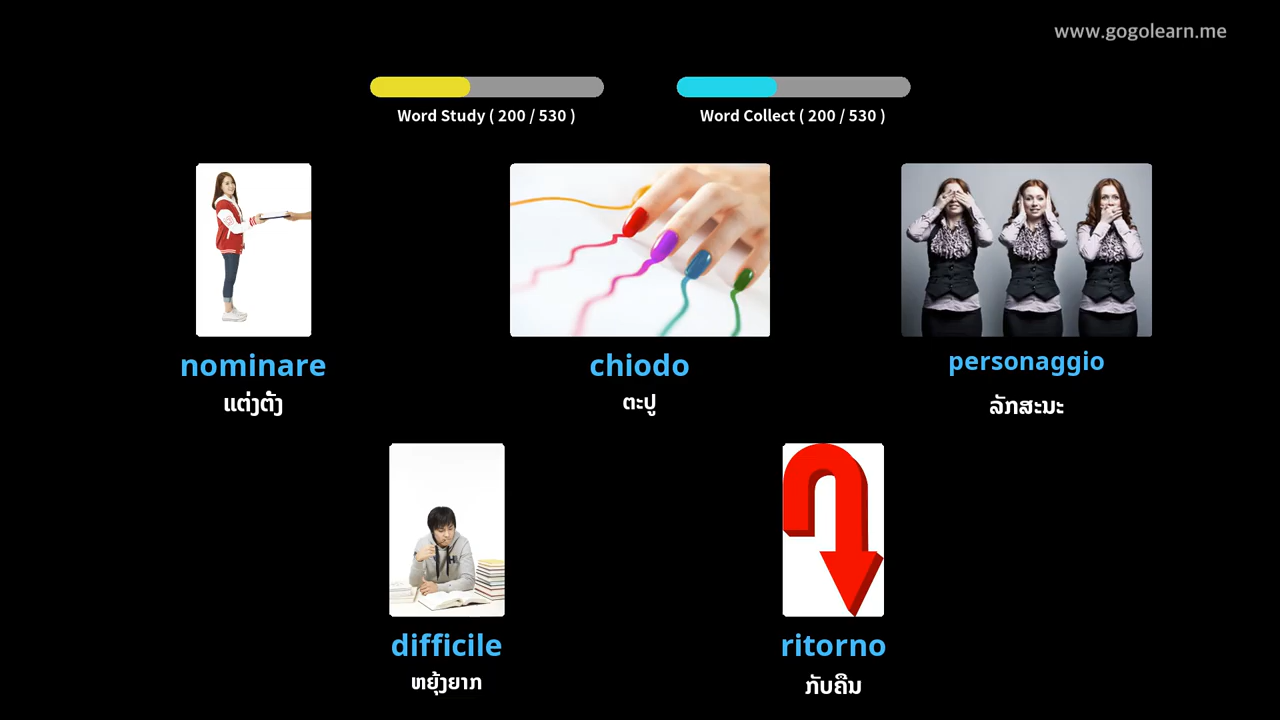 www.gogolearn.me
Word Study ( 200 / 530 )
Word Collect ( 200 / 530 )
nominare
ແຕ່ງຕັ້ງ
chiodo
ຕະປູ
personaggio
ລັກສະນະ
difficile
ຫຍຸ້ງຍາກ
ritorno
ກັບຄືນ